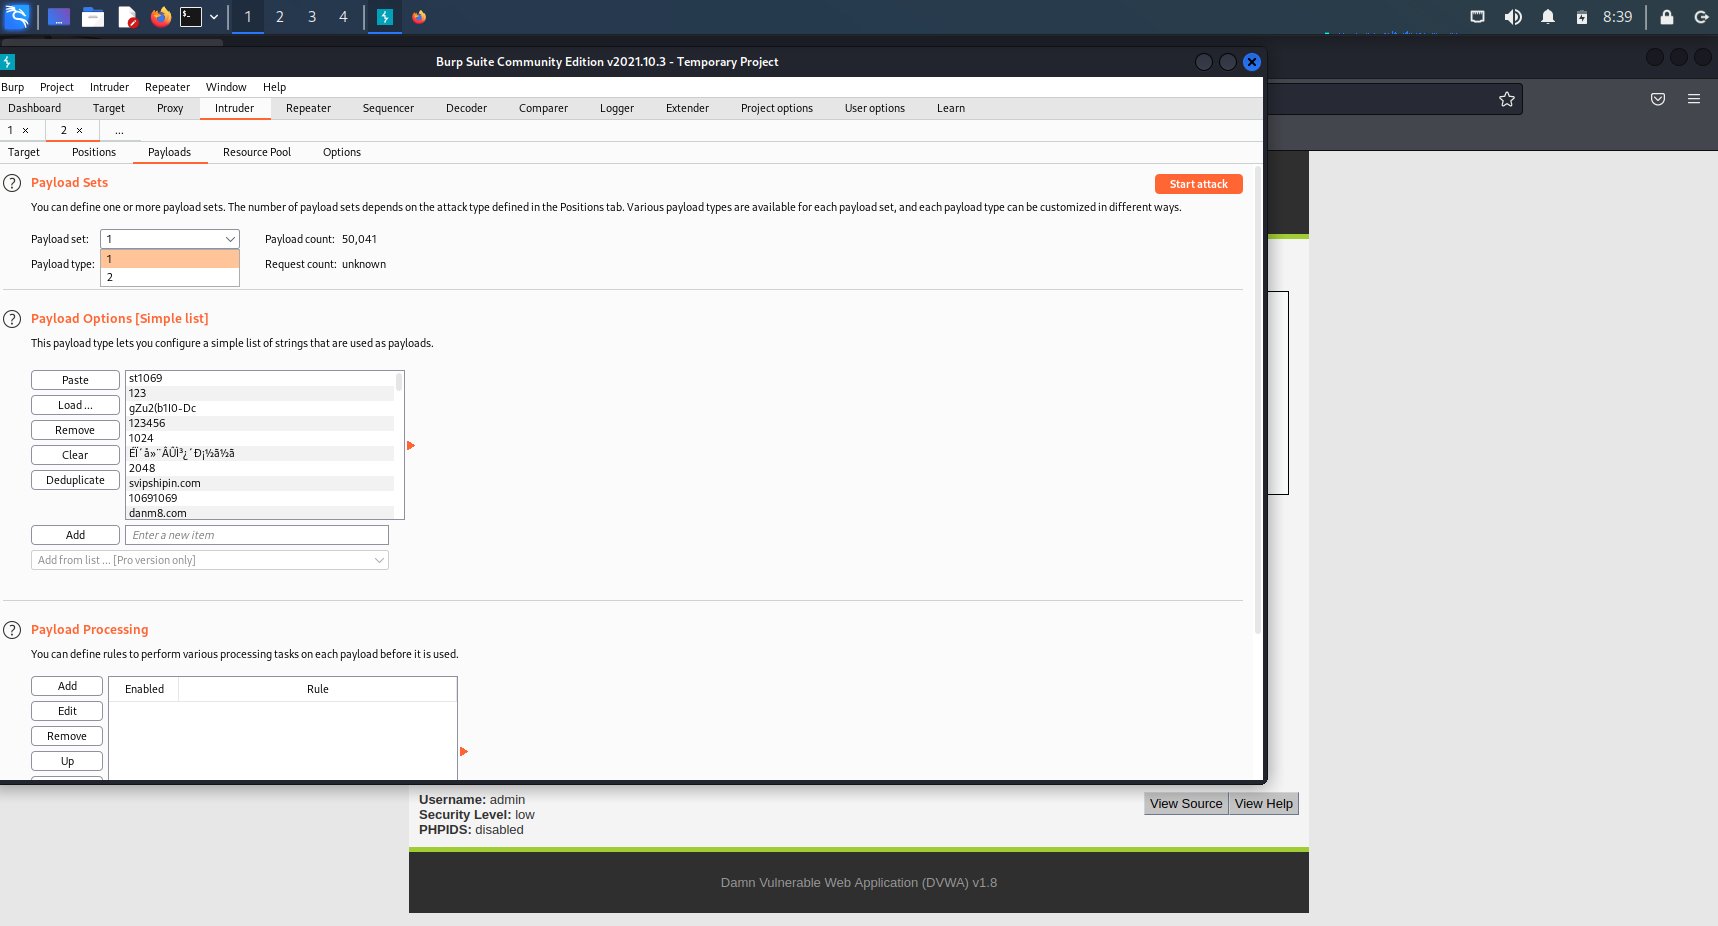 1 2 3 4 8:39
Burp Suite Community Edition v2021.10.3 - Temporary Project
Burp Project Intruder Repeater Window Help
Dashboard Target Proxy Intruder Repeater Sequencer Decoder Comparer Logger Extender Project options User options Learn
1 × 2 × ...
Target Positions Payloads Resource Pool Options
? Payload Sets
Start attack
You can define one or more payload sets. The number of payload sets depends on the attack type defined in the Positions tab. Various payload types are available for each payload set, and each payload type can be customized in different ways.
Payload set: 1 Payload count: 50,041
1
Payload type: Request count: unknown
2
? Payload Options [Simple list]
This payload type lets you configure a simple list of strings that are used as payloads.
Paste
Load ...
Remove
Clear
Deduplicate
st1069
123
gZu2(b1I0-Dc
123456
1024
2048
svipshipin.com
10691069
danm8.com
Add Enter a new item
Add from list ... [Pro version only]
? Payload Processing
You can define rules to perform various processing tasks on each payload before it is used.
Add
Edit
Remove
Up
Enabled Rule
Username: admin
Security Level: low
PHPIDS: disabled
View Source View Help
Damn Vulnerable Web Application (DVWA) v1.8